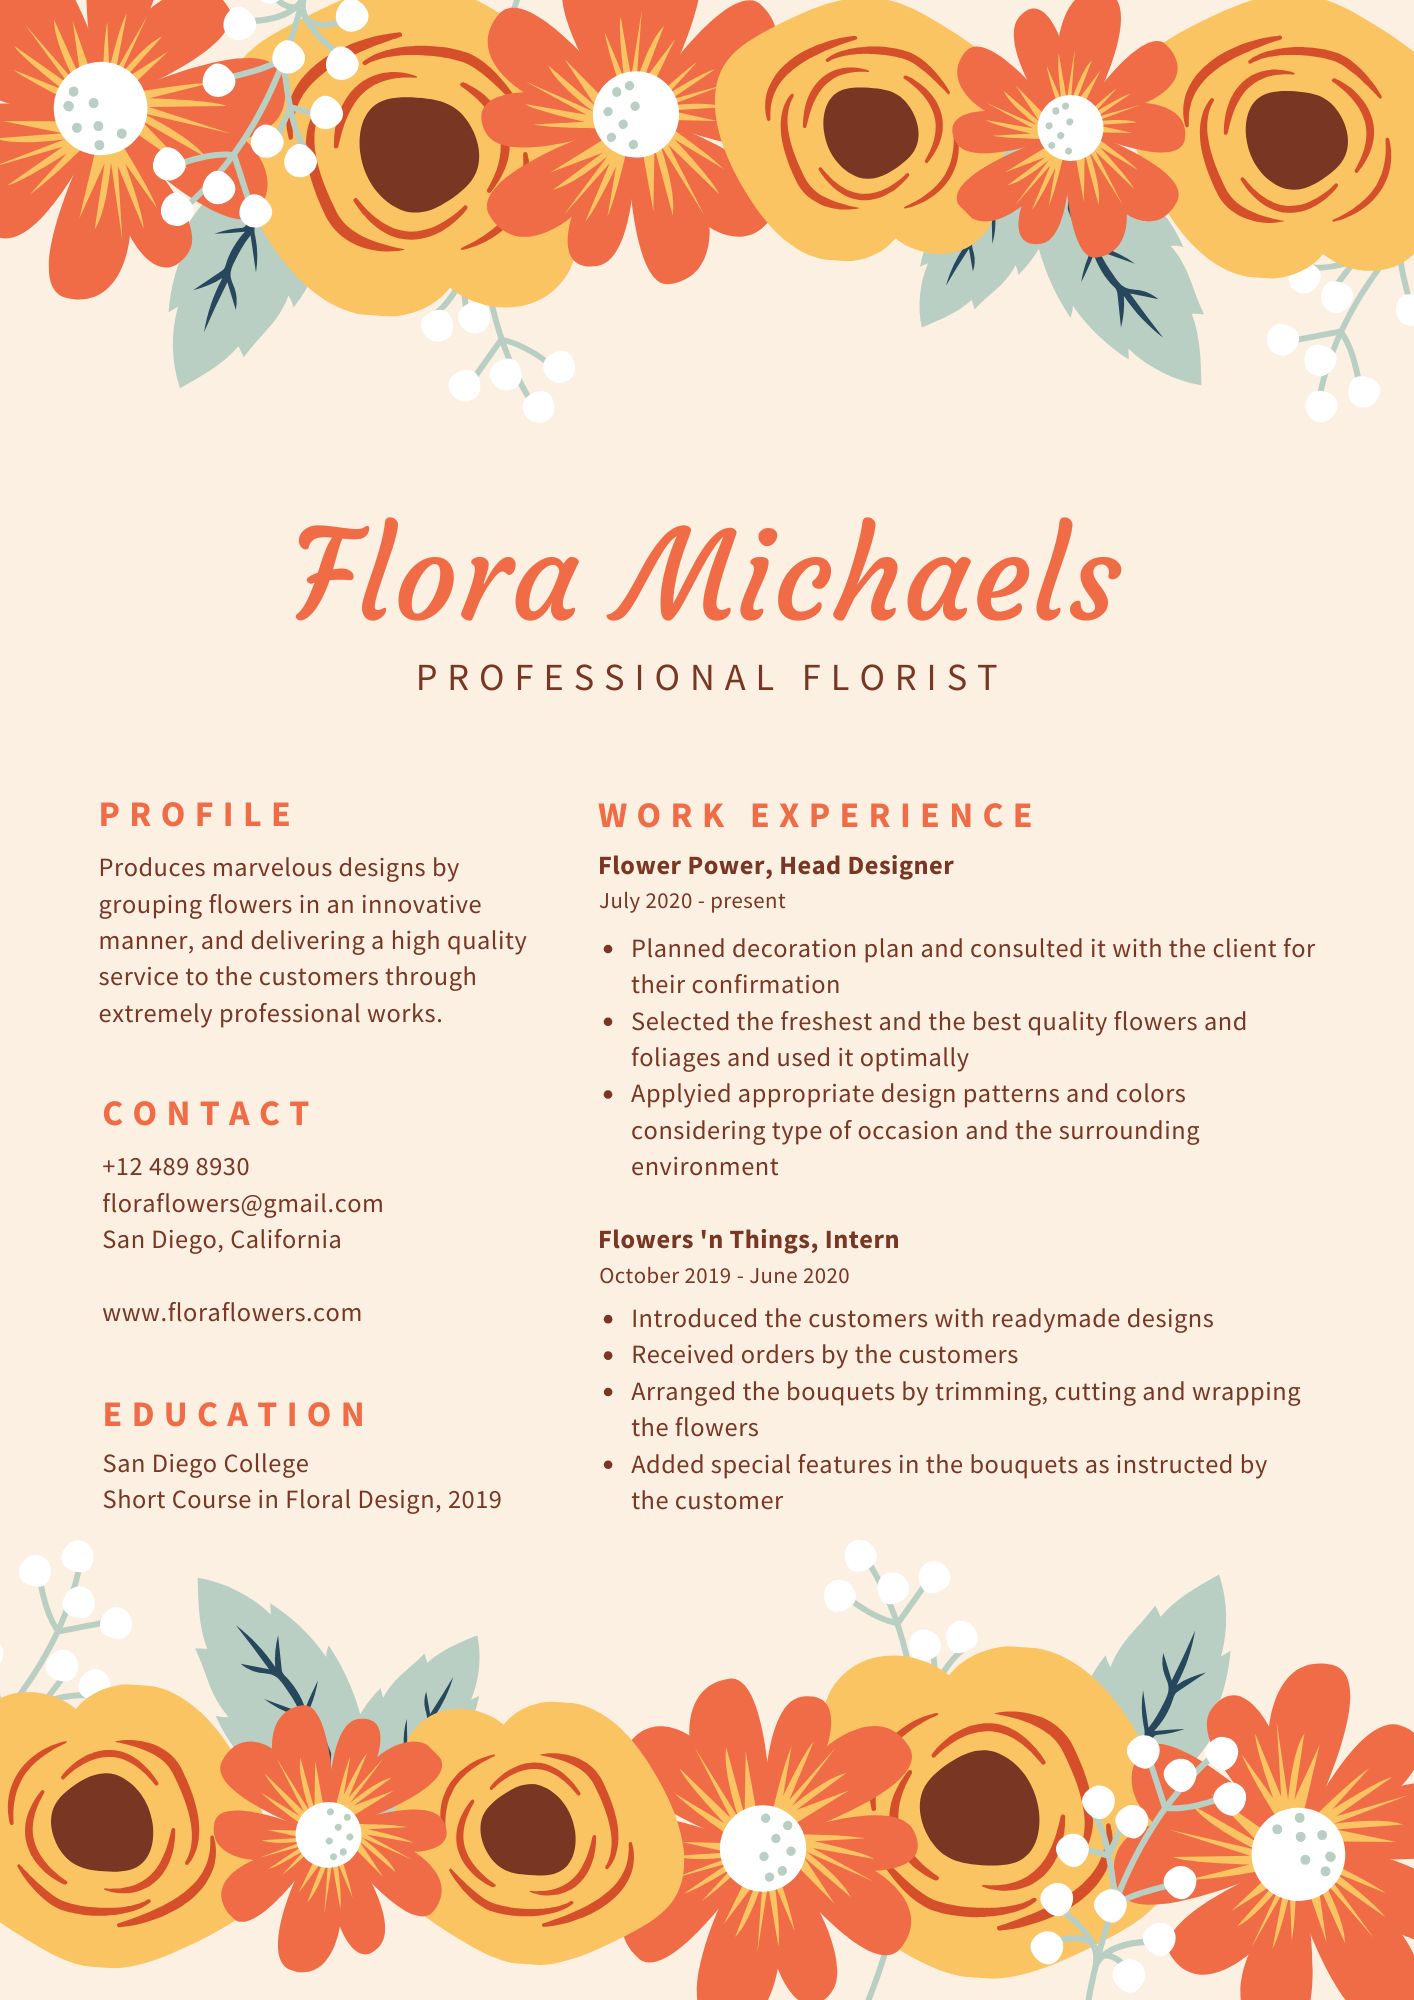 Flora Michaels
PROFESSIONAL FLORIST
PROFILE
Produces marvelous designs by
grouping flowers in an innovative
manner, and delivering a high quality
service to the customers through
extremely professional works.
CONTACT
+12 489 8930
floraflowers@gmail.com
San Diego, California
www.floraflowers.com
EDUCATION
San Diego College
Short Course in Floral Design, 2019
WORK EXPERIENCE
Flower Power, Head Designer
July 2020 - present
• Planned decoration plan and consulted it with the client for
their confirmation
• Selected the freshest and the best quality flowers and
foliages and used it optimally
• Applyied appropriate design patterns and colors
considering type of occasion and the surrounding
environment
Flowers 'n Things, Intern
October 2019 - June 2020
• Introduced the customers with readymade designs
• Received orders by the customers
• Arranged the bouquets by trimming, cutting and wrapping
the flowers
• Added special features in the bouquets as instructed by
the customer